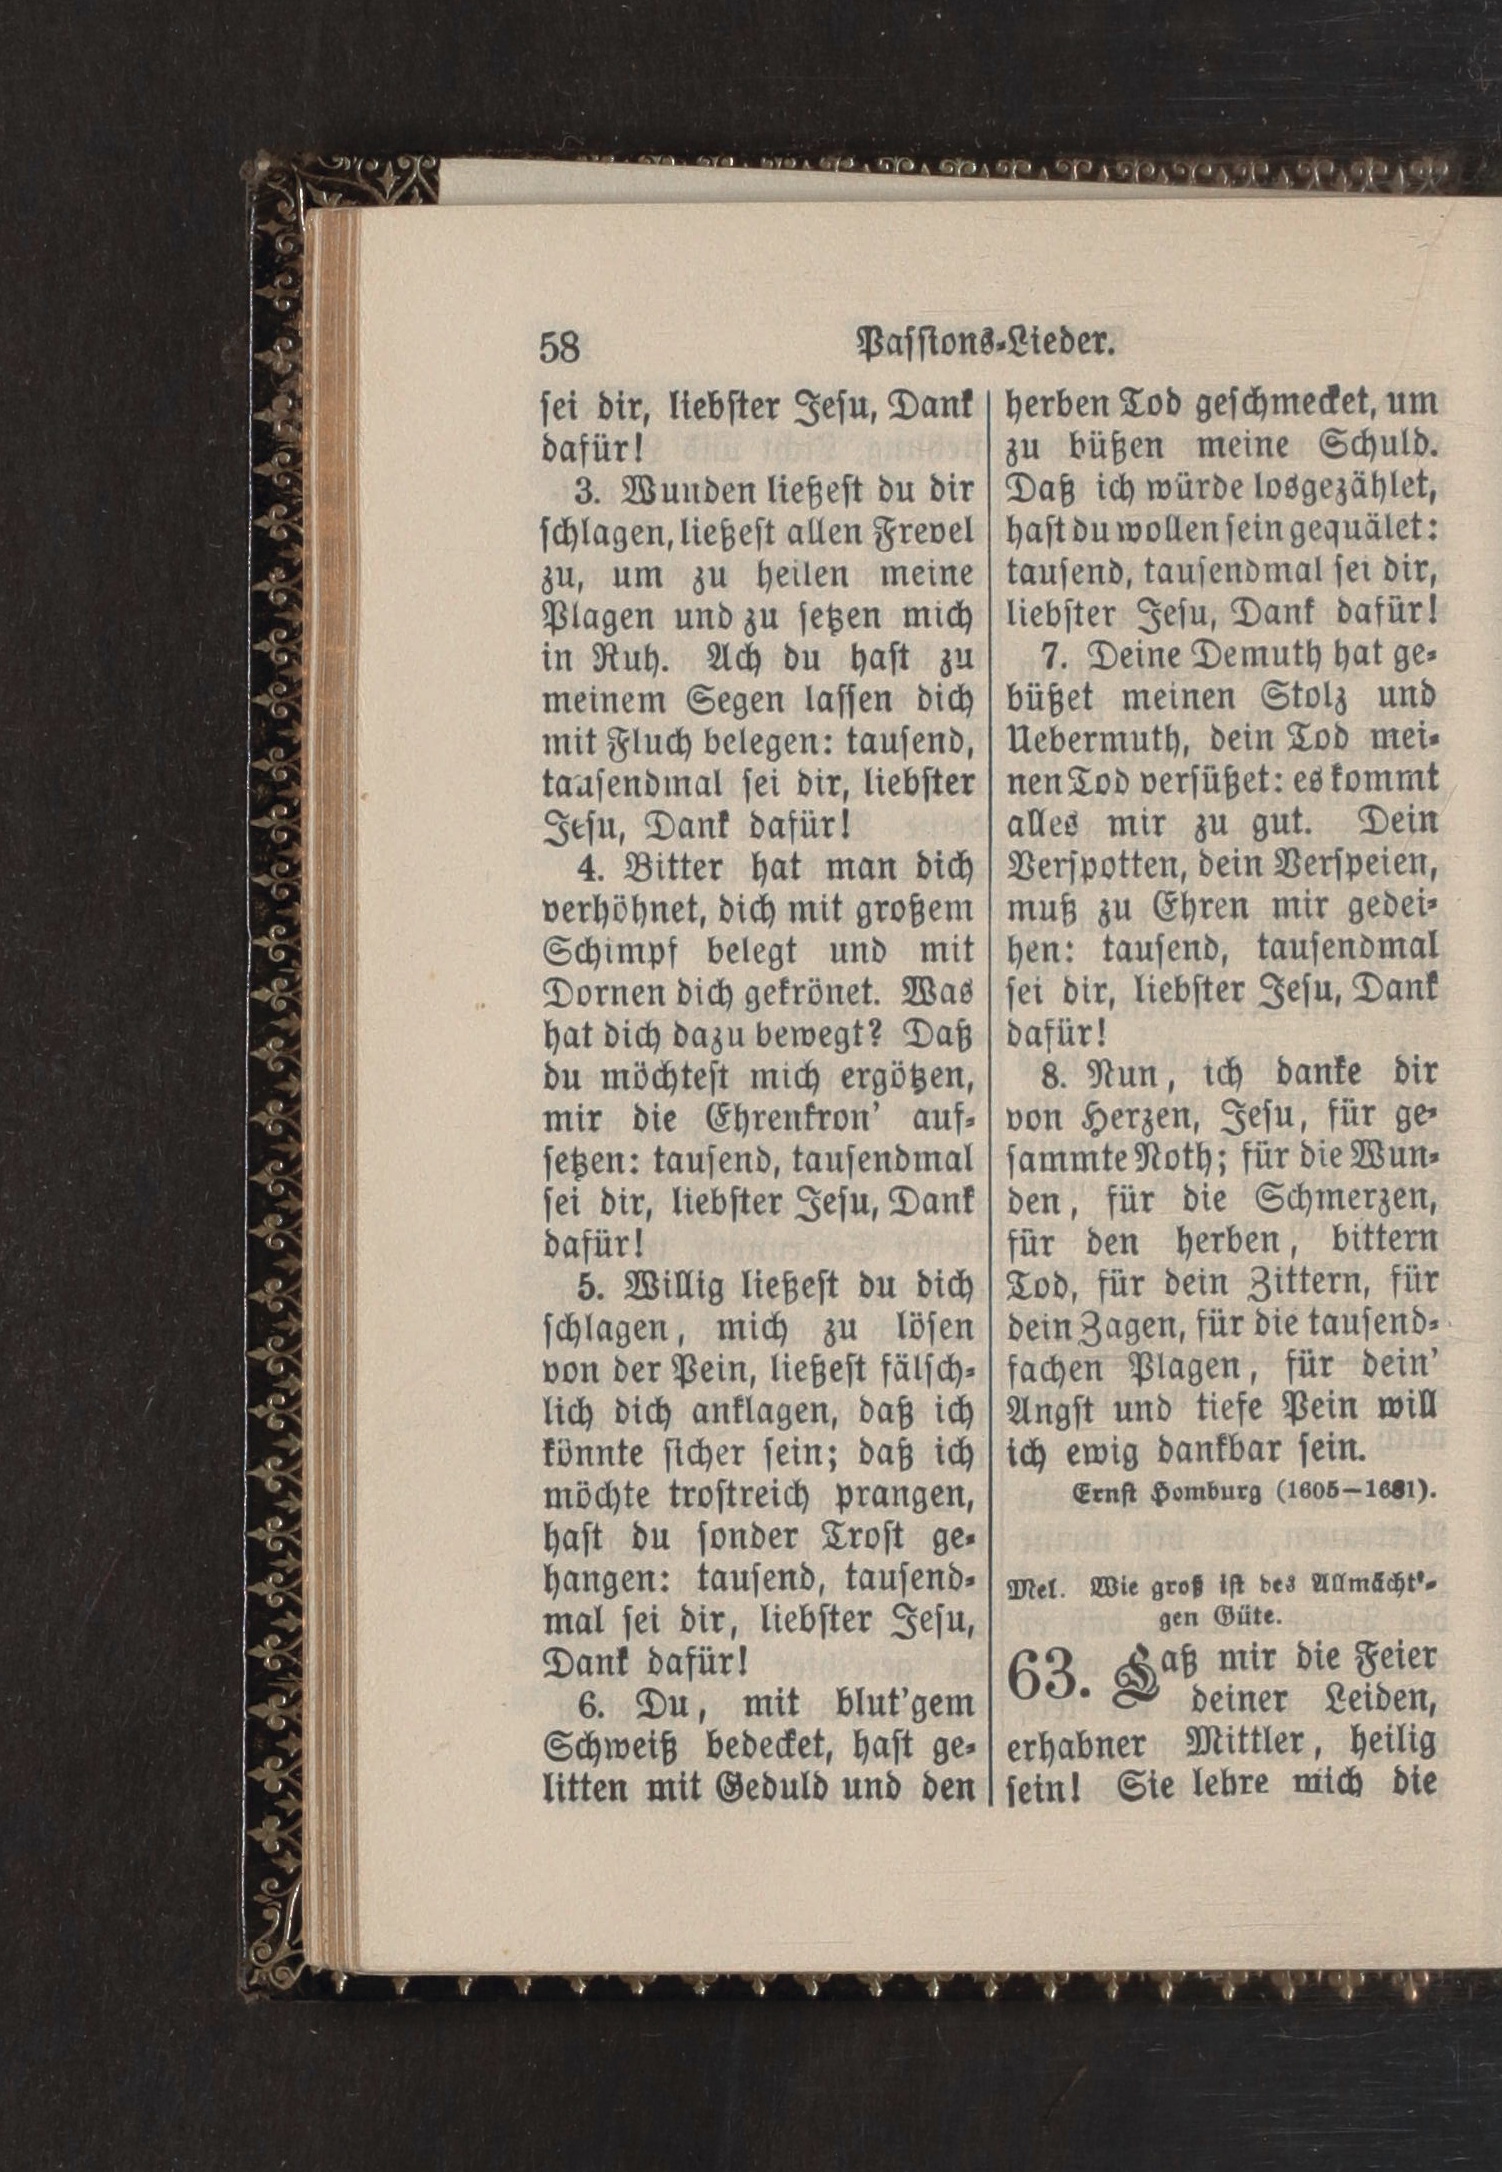 58
Passions-Lieder.
sei dir, liebster Jesu, Dank
dafür!
3. Wunden ließest du dir
schlagen, ließest allen Frevel
zu, um zu heilen meine
Plagen und zu setzen mich
in Ruh. Ach du hast zu
meinem Segen lassen dich
mit Fluch belegen: tausend,
tausendmal sei dir, liebster
Jesu, Dank dafür!
4. Bitter hat man dich
verhöhnet, dich mit großem
Schimpf belegt und mit
Dornen dich gekrönet. Was
hat dich dazu bewegt? Daß
du möchtest mich ergötzen,
mir die Ehrenkron' auf-
setzen: tausend, tausendmal
sei dir, liebster Jesu, Dank
dafür!
5. Willig ließest du dich
schlagen, mich zu lösen
von der Pein, ließest fälsch-
lich dich anklagen, daß ich
könnte sicher sein; daß ich
möchte trostreich prangen,
hast du sonder Trost ge-
hangen: tausend, tausend-
mal sei dir, liebster Jesu,
Dank dafür!
6. Du, mit blut'gem
Schweiß bedecket, hast ge-
litten mit Geduld und den
herben Tod geschmecket, um
zu büßen meine Schuld.
Daß ich würde losgezählet,
hast du wollen sein gequälet:
tausend, tausendmal sei dir,
liebster Jesu, Dank dafür!
7. Deine Demuth hat ge-
büßet meinen Stolz und
Uebermuth, dein Tod mei-
nen Tod versüßet: es kommt
alles mir zu gut. Dein
Verspotten, dein Verspeien,
muß zu Ehren mir gedei-
hen: tausend, tausendmal
sei dir, liebster Jesu, Dank
dafür!
8. Nun, ich danke dir
von Herzen, Jesu, für ge-
sammte Noth; für die Wun-
den, für die Schmerzen,
für den herben, bittern
Tod, für dein Zittern, für
dein Zagen, für die tausend-
fachen Plagen, für dein'
Angst und tiefe Pein will
ich ewig dankbar sein.
Ernst Homburg (1605–1681).
Mel. Wie groß ist des Allmächt'-
gen Güte.
63. Laß mir die Feier
deiner Leiden,
erhabner Mittler, heilig
sein! Sie lehre mich die